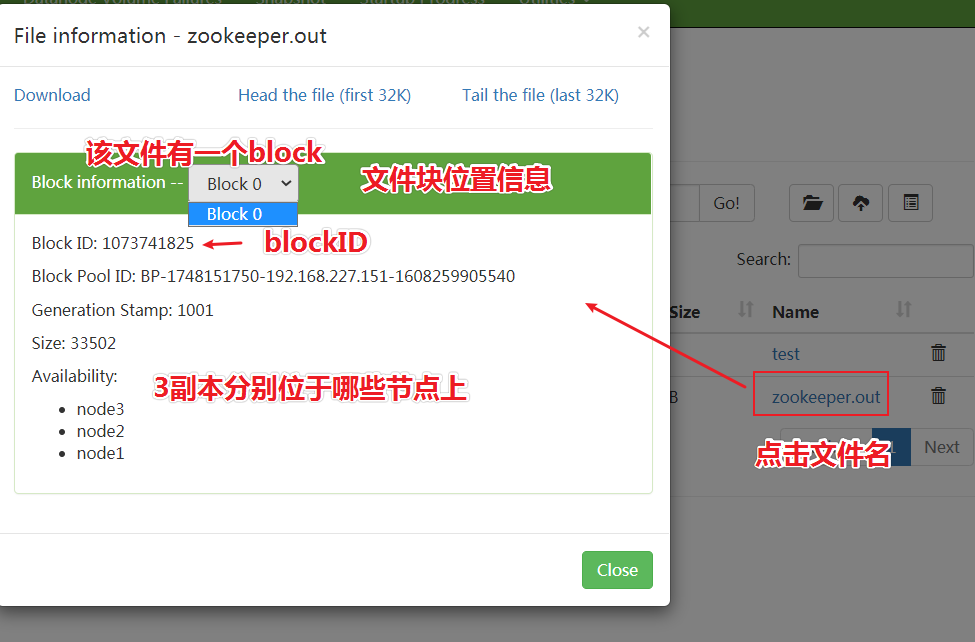 File information - zookeeper.out
×
Download
Head the file (first 32K)
Tail the file (last 32K)
该文件有一个block
Block information --
Block 0
文件块位置信息
Block 0
Block ID: 1073741825
blockID
Block Pool ID: BP-1748151750-192.168.227.151-1608259905540
Generation Stamp: 1001
Size: 33502
Availability:
3副本分别位于哪些节点上
node3
node2
node1
Close
Go!
Search:
Size
Name
test
B
zookeeper.out
点击文件名
Next